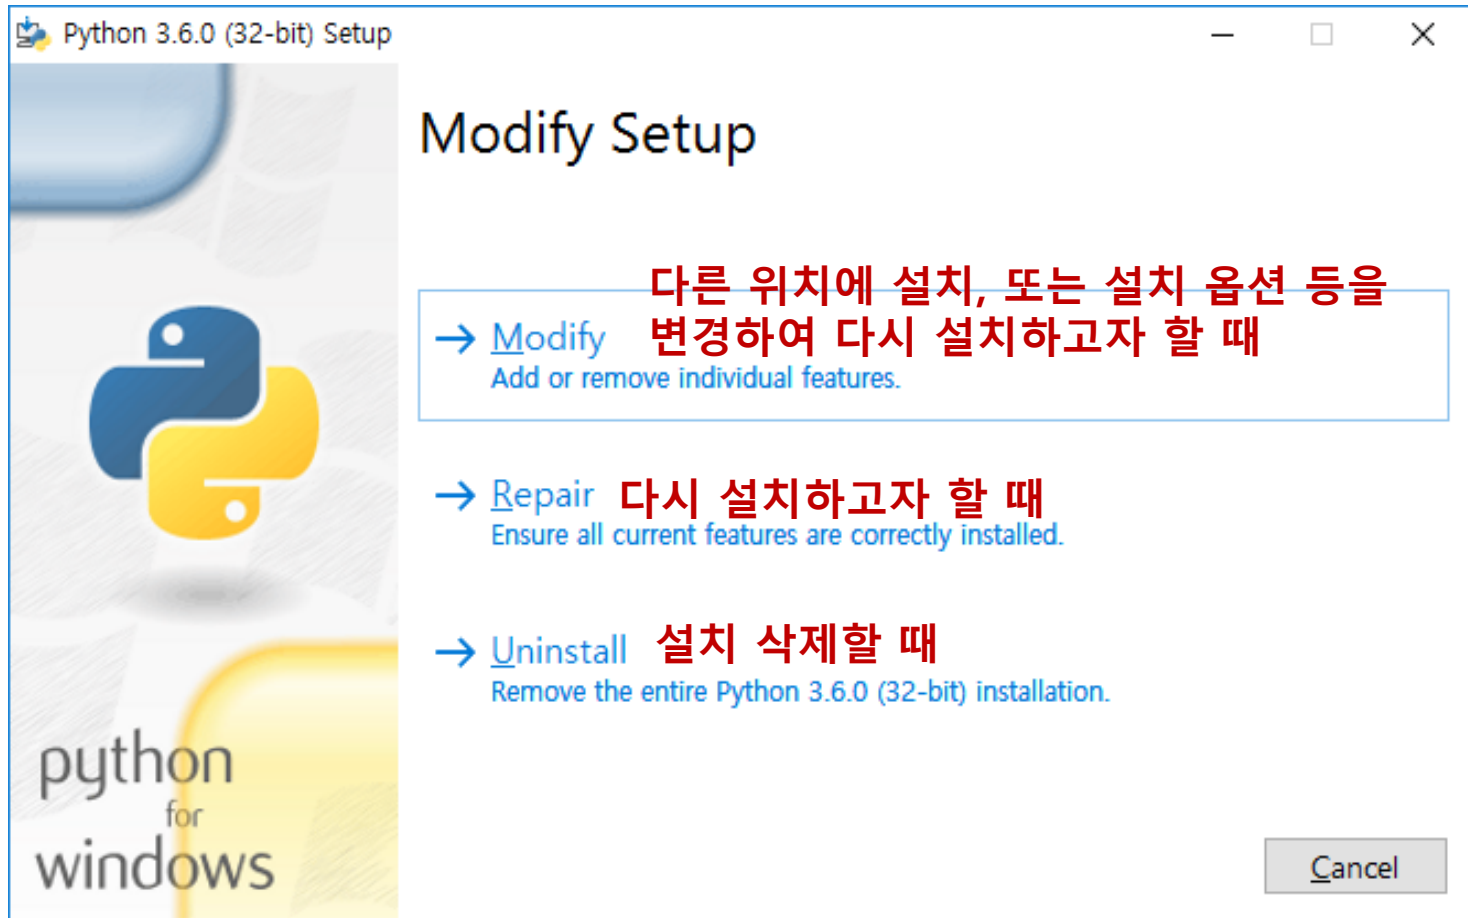 Python 3.6.0 (32-bit) Setup
Modify Setup
다른 위치에 설치, 또는 설치 옵션 등을
Modify 변경하여 다시 설치하고자 할 때
Add or remove individual features.
Repair 다시 설치하고자 할 때
Ensure all current features are correctly installed.
Uninstall 설치 삭제할 때
Remove the entire Python 3.6.0 (32-bit) installation.
python
for
windows
Cancel